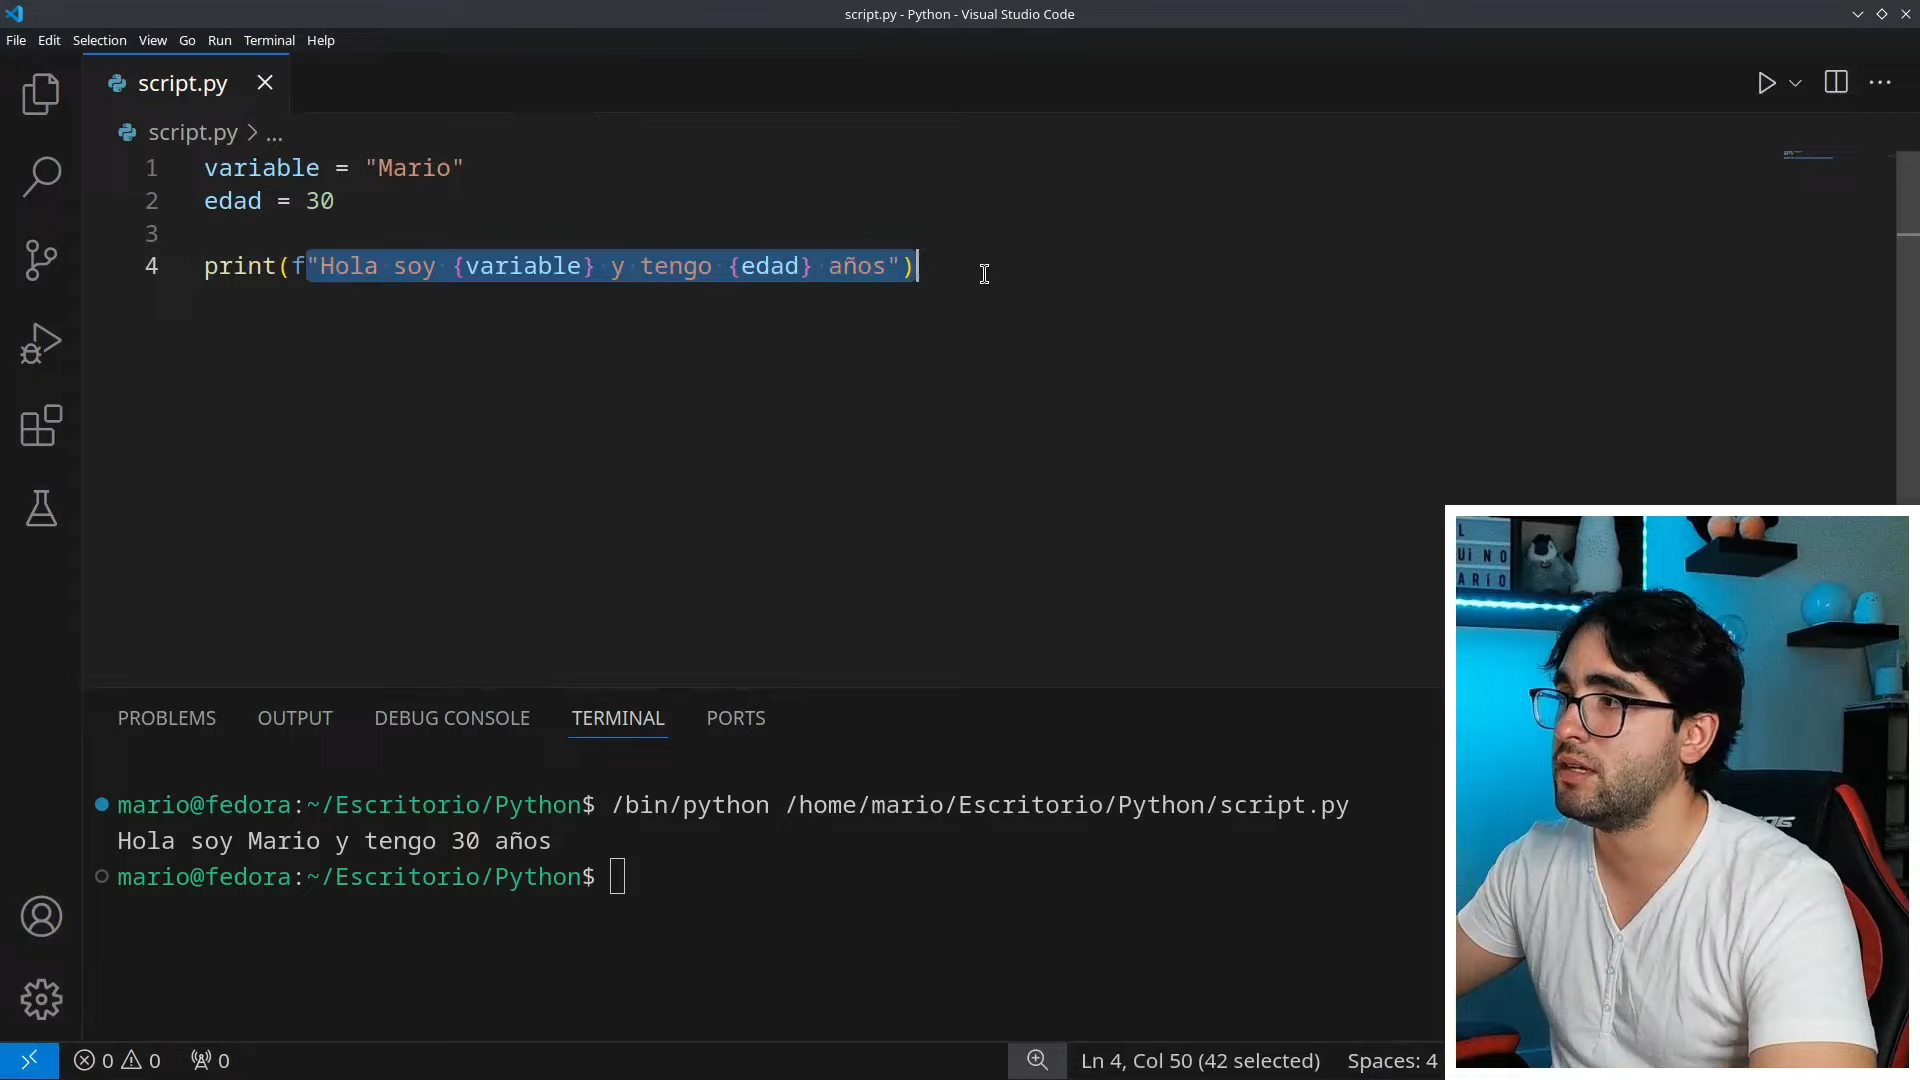 script.py - Python - Visual Studio Code
File Edit Selection View Go Run Terminal Help
script.py
script.py > ...
1 variable = "Mario"
2 edad = 30
3
4 print(f"Hola soy {variable} y tengo {edad} años")
L
UiNO
ARiO
PROBLEMS OUTPUT DEBUG CONSOLE TERMINAL PORTS
mario@fedora:~/Escritorio/Python$ /bin/python /home/mario/Escritorio/Python/script.py
Hola soy Mario y tengo 30 años
mario@fedora:~/Escritorio/Python$
0 0 0 Ln 4, Col 50 (42 selected) Spaces: 4